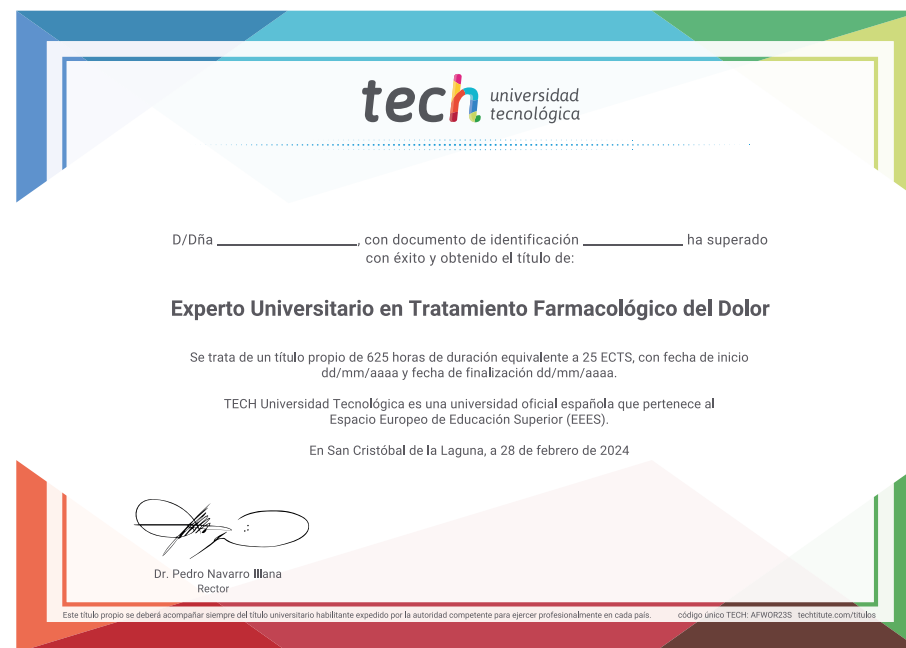 tech universidad
tecnológica
D/Dña ____________________, con documento de identificación ______________ ha superado
con éxito y obtenido el título de:
Experto Universitario en Tratamiento Farmacológico del Dolor
Se trata de un título propio de 625 horas de duración equivalente a 25 ECTS, con fecha de inicio
dd/mm/aaaa y fecha de finalización dd/mm/aaaa.
TECH Universidad Tecnológica es una universidad oficial española que pertenece al
Espacio Europeo de Educación Superior (EEES).
En San Cristóbal de la Laguna, a 28 de febrero de 2024
Dr. Pedro Navarro Illana
Rector
Este título propio se deberá acompañar siempre del título universitario habilitante expedido por la autoridad competente para ejercer profesionalmente en cada país. código único TECH: AFWOR23S techtitute.com/titulos